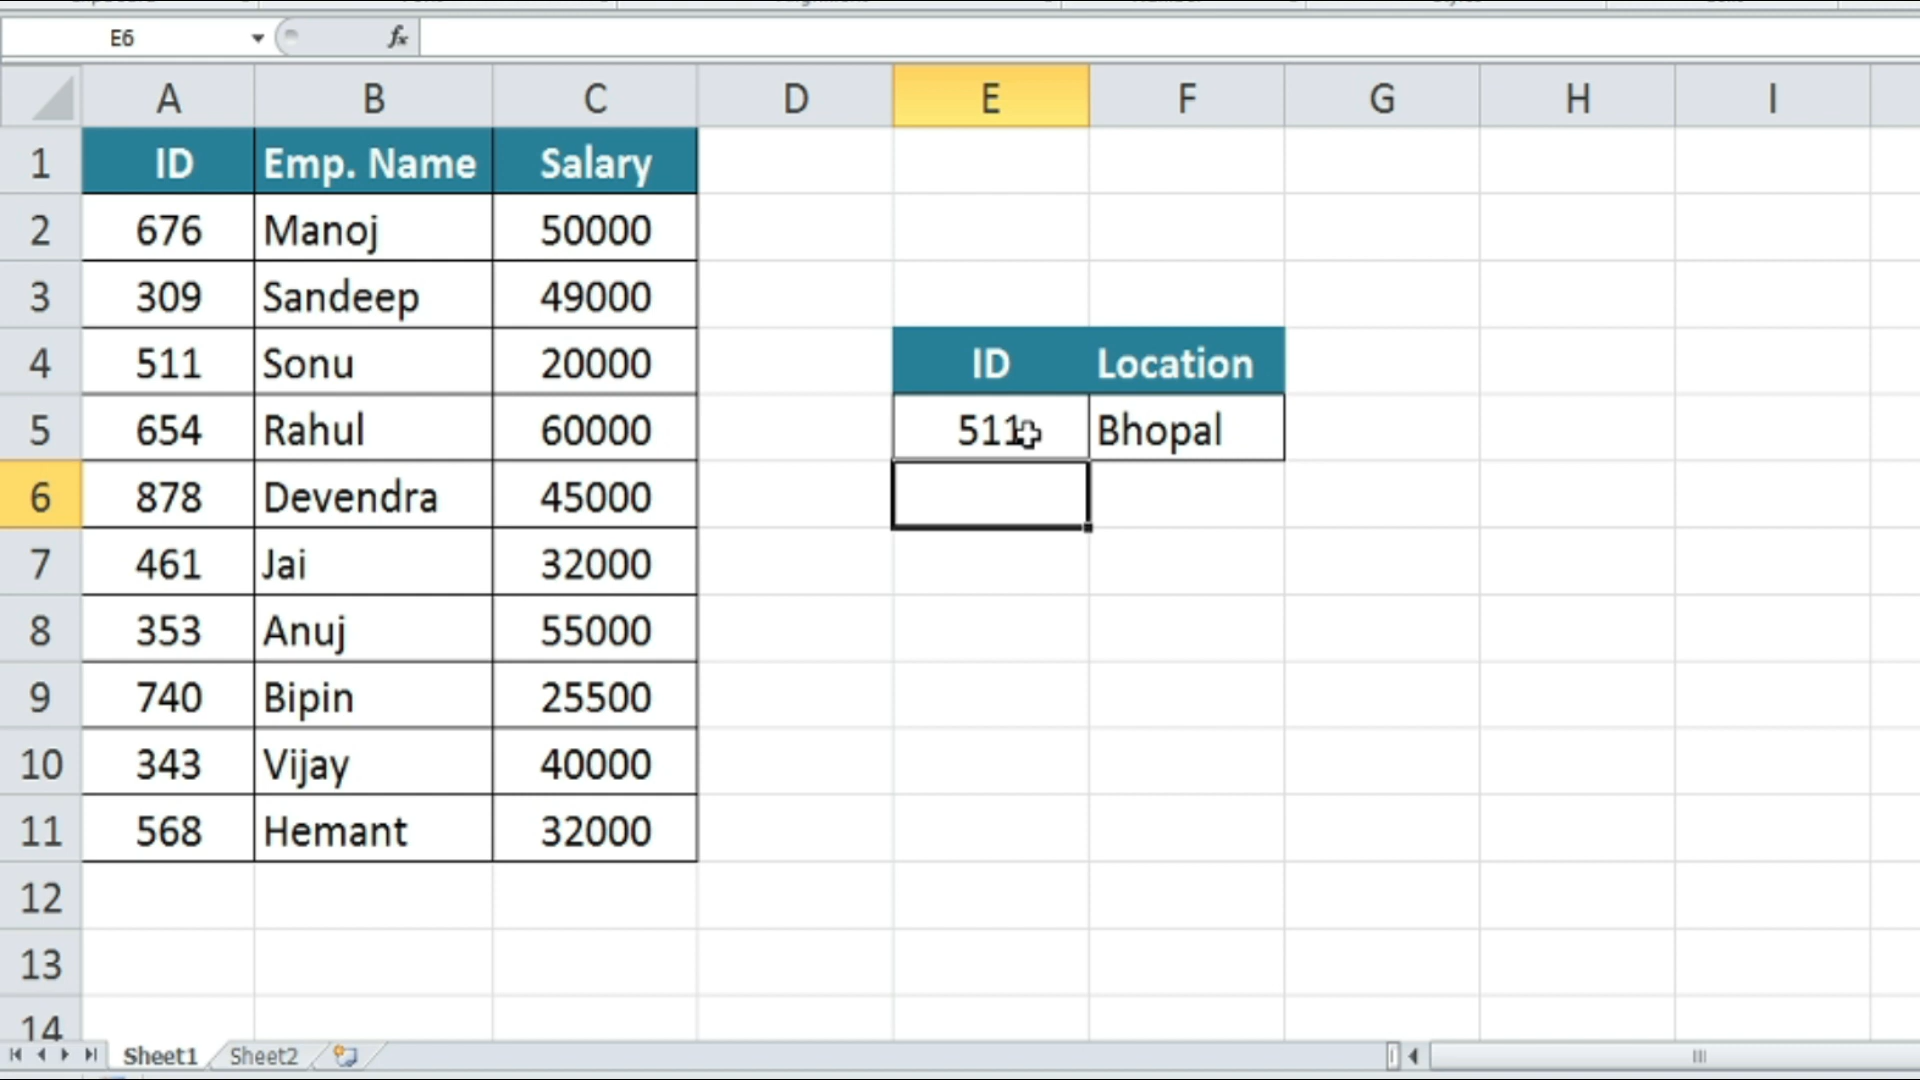 E6 fx
A B C D E F G H I
1 ID Emp. Name Salary
2 676 Manoj 50000
3 309 Sandeep 49000
4 511 Sonu 20000 ID Location
5 654 Rahul 60000 511 Bhopal
6 878 Devendra 45000
7 461 Jai 32000
8 353 Anuj 55000
9 740 Bipin 25500
10 343 Vijay 40000
11 568 Hemant 32000
12
13
14
Sheet1 Sheet2